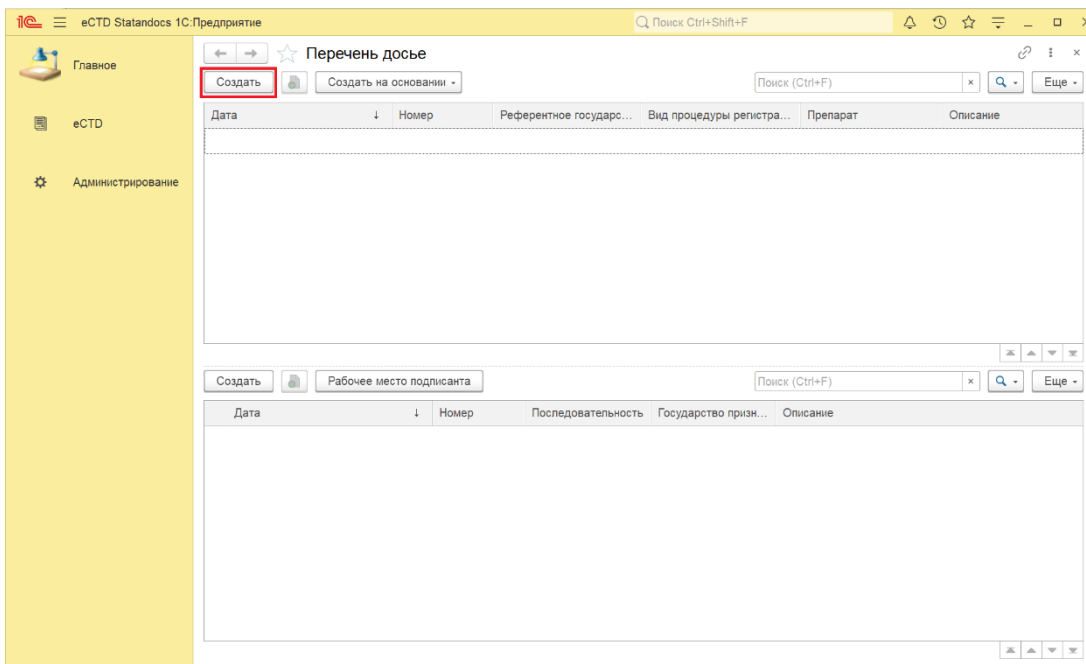 1С eCTD Statandocs 1С:Предприятие Поиск Ctrl+Shift+F
Главное
eCTD
Администрирование
Перечень досье
Создать Создать на основании Поиск (Ctrl+F) × Еще
Дата ↓ Номер Референтное государс... Вид процедуры регистра... Препарат Описание
Создать Рабочее место подписанта Поиск (Ctrl+F) × Еще
Дата ↓ Номер Последовательность Государство призн... Описание